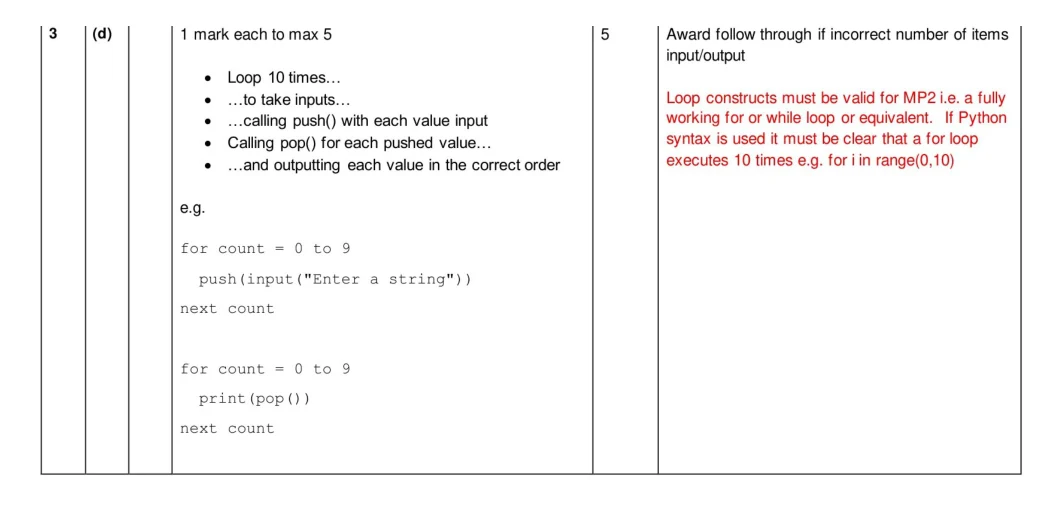 3 (d) 1 mark each to max 5 5 Award follow through if incorrect number of items
input/output
• Loop 10 times…
• …to take inputs…
• …calling push() with each value input
• Calling pop() for each pushed value…
• …and outputting each value in the correct order
Loop constructs must be valid for MP2 i.e. a fully
working for or while loop or equivalent. If Python
syntax is used it must be clear that a for loop
executes 10 times e.g. for i in range(0,10)
e.g.
for count = 0 to 9
push(input("Enter a string"))
next count
for count = 0 to 9
print(pop())
next count